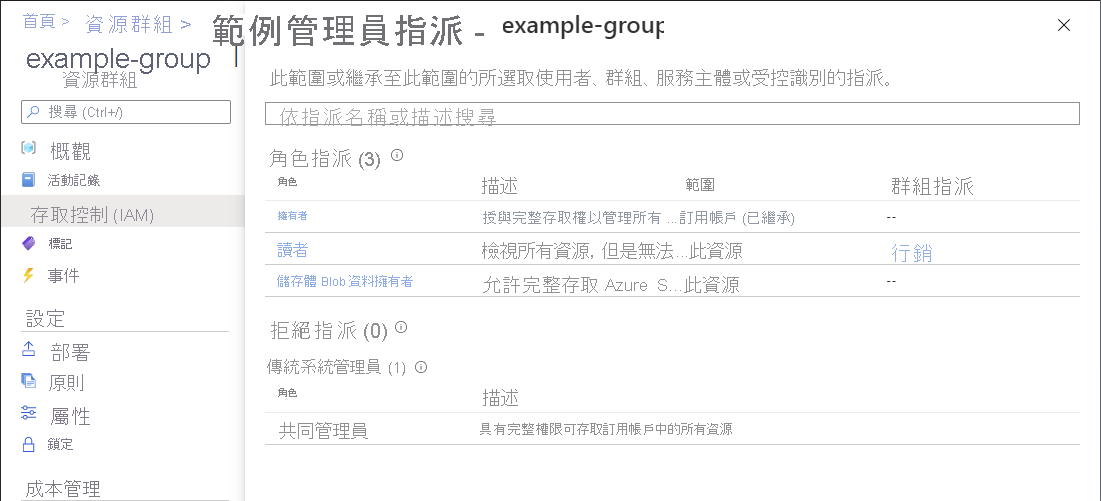 首頁 >
資源群組 >
範例管理員指派 - example-group
example-group
資源群組
搜尋 (Ctrl+/)
概觀
活動記錄
存取控制 (IAM)
標記
事件
設定
部署
原則
屬性
鎖定
成本管理
此範圍或繼承至此範圍的所選取使用者、群組、服務主體或受控識別的指派。
依指派名稱或描述搜尋
角色指派 (3)
角色 描述 範圍 群組指派
擁有者 授與完整存取權以管理所有 ...訂用帳戶 (已繼承) --
讀者 檢視所有資源，但是無法 ...此資源 行銷
儲存體 Blob 資料擁有者 允許完整存取 Azure S...此資源 --
拒絕指派 (0)
傳統系統管理員 (1)
角色 描述
共同管理員 具有完整權限可存取訂用帳戶中的所有資源